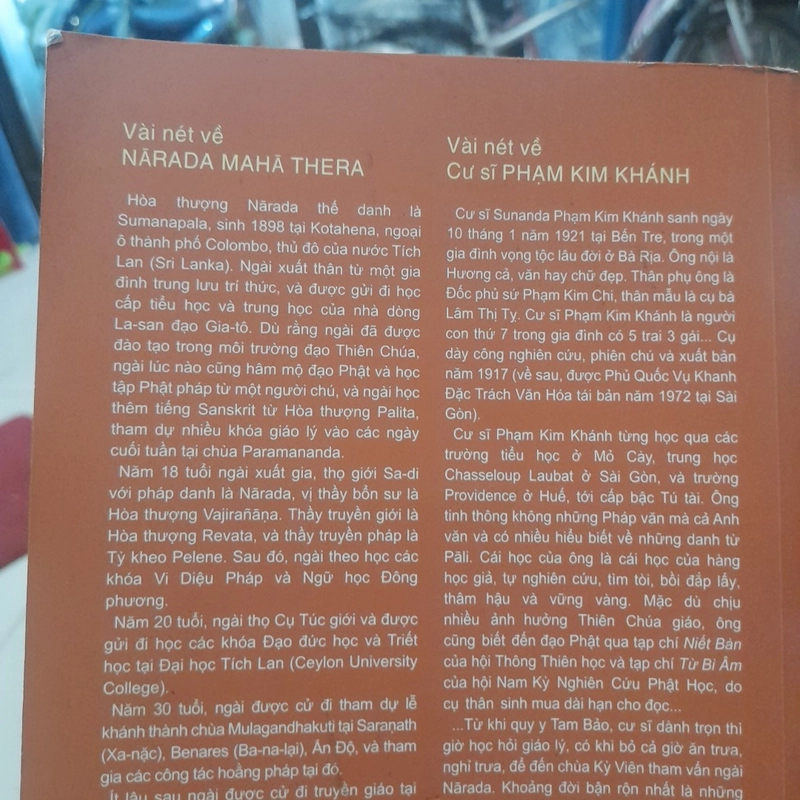 Vài nét về
NĀRADA MAHĀ THERA
Hòa thượng Nārada thế danh là
Sumanapala, sinh 1898 tại Kotahena, ngoại
ô thành phố Colombo, thủ đô của nước Tích
Lan (Sri Lanka). Ngài xuất thân từ một gia
đình trung lưu trí thức, và được gửi đi học
cấp tiểu học và trung học của nhà dòng
La-san đạo Gia-tô. Dù rằng ngài đã được
đào tạo trong môi trường đạo Thiên Chúa,
ngài lúc nào cũng hâm mộ đạo Phật và học
tập Phật pháp từ một người chú, và ngài học
thêm tiếng Sanskrit từ Hòa thượng Palita,
tham dự nhiều khóa giáo lý vào các ngày
cuối tuần tại chùa Paramananda.
Năm 18 tuổi ngài xuất gia, thọ giới Sa-di
với pháp danh là Nārada, vị thầy bổn sư là
Hòa thượng Vajirañāṇa. Thầy truyền giới là
Hòa thượng Revata, và thầy truyền pháp là
Tỳ kheo Pelene. Sau đó, ngài theo học các
khóa Vi Diệu Pháp và Ngữ học Đông
phương.
Năm 20 tuổi, ngài thọ Cụ Túc giới và được
gửi đi học các khóa Đạo đức học và Triết
học tại Đại học Tích Lan (Ceylon University
College).
Năm 30 tuổi, ngài được cử đi tham dự lễ
khánh thành chùa Mulagandhakuti tại Saraṇath
(Xa-nặc), Benares (Ba-na-lại), Ấn Độ, và tham
gia các công tác hoằng pháp tại đó.
Ít lâu sau ngài được cử đi truyền giáo tại
Vài nét về
Cư sĩ PHẠM KIM KHÁNH
Cư sĩ Sunanda Phạm Kim Khánh sanh ngày
10 tháng 1 năm 1921 tại Bến Tre, trong một
gia đình vọng tộc lâu đời ở Bà Rịa. Ông nội là
Hương cả, văn hay chữ đẹp. Thân phụ ông là
Đốc phủ sứ Phạm Kim Chi, thân mẫu là cụ bà
Lâm Thị Tỵ. Cư sĩ Phạm Kim Khánh là người
con thứ 7 trong gia đình có 5 trai 3 gái... Cụ
dày công nghiên cứu, phiên chú và xuất bản
năm 1917 (về sau, được Phủ Quốc Vụ Khanh
Đặc Trách Văn Hóa tái bản năm 1972 tại Sài
Gòn).
Cư sĩ Phạm Kim Khánh từng học qua các
trường tiểu học ở Mỏ Cày, trung học
Chasseloup Laubat ở Sài Gòn, và trường
Providence ở Huế, tới cấp bậc Tú tài. Ông
tinh thông không những Pháp văn mà cả Anh
văn và có nhiều hiểu biết về những danh từ
Pāli. Cái học của ông là cái học của hàng
học giả, tự nghiên cứu, tìm tòi, bồi đắp lấy,
thâm hậu và vững vàng. Mặc dù chịu
nhiều ảnh hưởng Thiên Chúa giáo, ông
cũng biết đến đạo Phật qua tạp chí Niết Bàn
của hội Thông Thiên học và tạp chí Từ Bi Âm
của hội Nam Kỳ Nghiên Cứu Phật Học, do
cụ thân sinh mua dài hạn cho đọc...
...Từ khi quy y Tam Bảo, cư sĩ dành trọn thì
giờ học hỏi giáo lý, có khi bỏ cả giờ ăn trưa,
nghỉ trưa, để đến chùa Kỳ Viên tham vấn ngài
Nārada. Khoảng đời bận rộn nhất là những